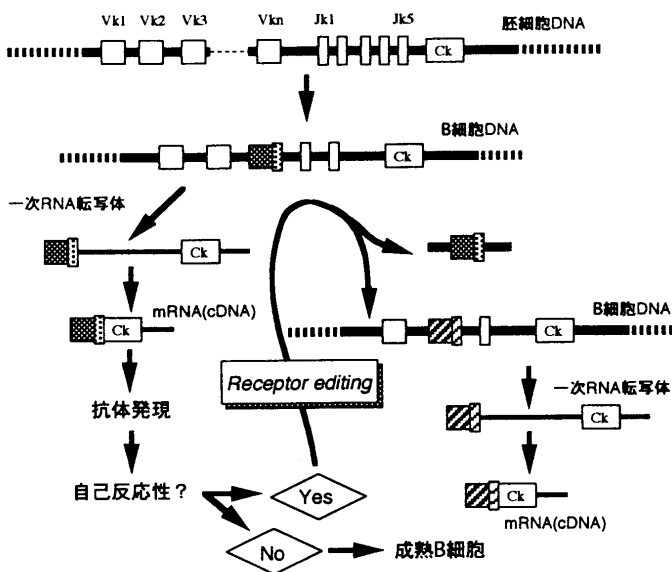 Vk1 Vk2 Vk3 Vkn Jk1 Jk5
胚細胞DNA
Ck
B細胞DNA
Ck
一次RNA転写体
Ck
mRNA(cDNA)
Ck
B細胞DNA
Ck
Receptor editing
抗体発現
一次RNA転写体
Ck
自己反応性?
Yes
Ck
mRNA(cDNA)
No
成熟B細胞